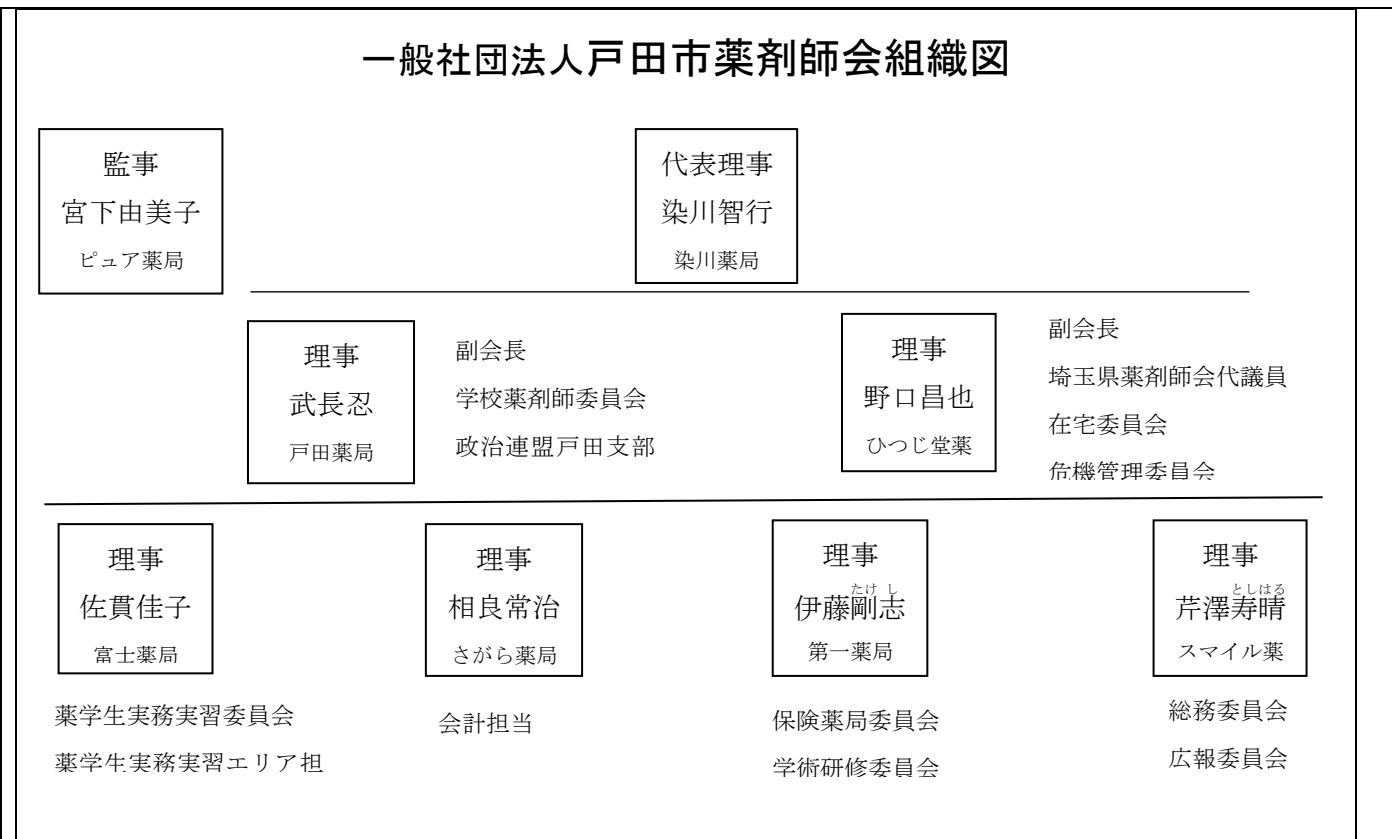 一般社団法人戸田市薬剤師会組織図
監事
宮下由美子
ピュア薬局
代表理事
染川智行
染川薬局
理事
武長忍
戸田薬局
副会長
学校薬剤師委員会
政治連盟戸田支部
理事
野口昌也
ひつじ堂薬
副会長
埼玉県薬剤師会代議員
在宅委員会
危機管理委員会
理事
佐貫佳子
富士薬局
薬学生実務実習委員会
薬学生実務実習エリア担
理事
相良常治
さがら薬局
会計担当
理事
たけ し
伊藤剛志
第一薬局
保険薬局委員会
学術研修委員会
理事
としはる
芹澤寿晴
スマイル薬
総務委員会
広報委員会